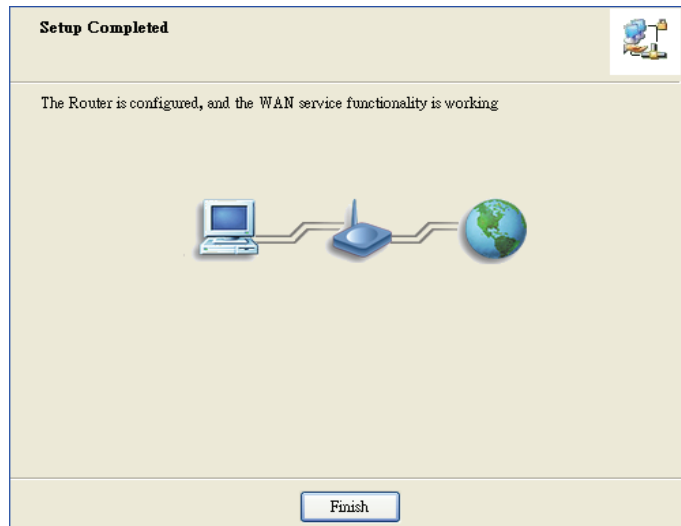 Setup Completed
The Router is configured, and the WAN service functionality is working
Finish